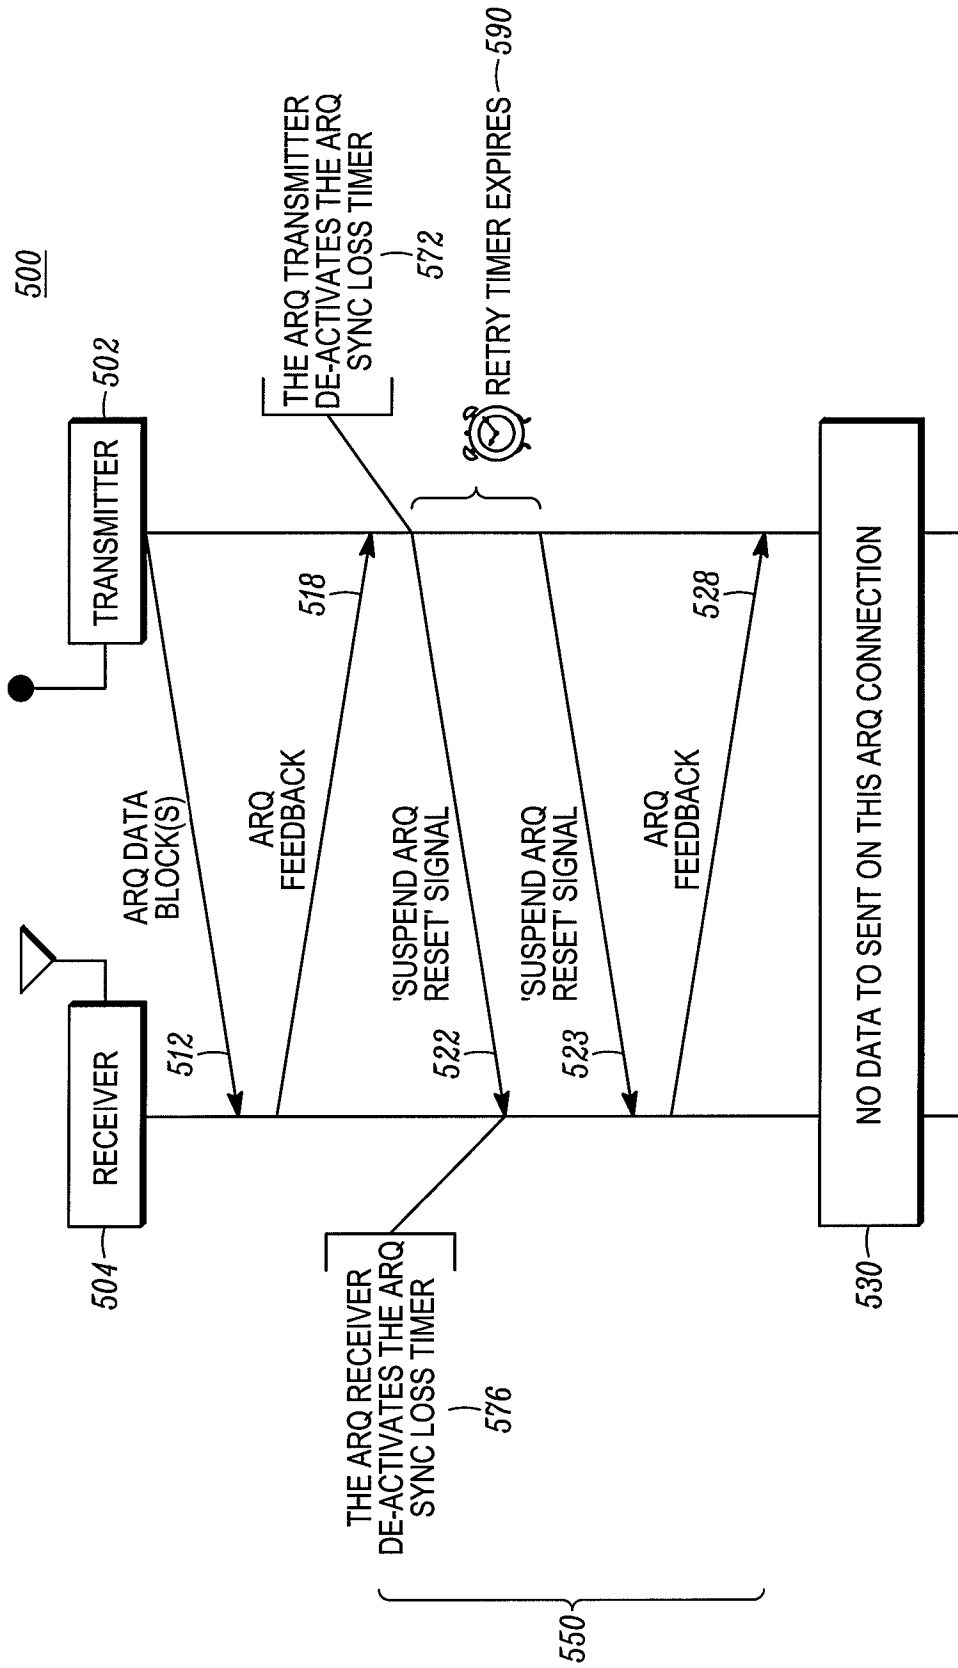 500
RECEIVER
504
TRANSMITTER
502
ARQ DATA
BLOCK(S)
512
ARQ
FEEDBACK
518
THE ARQ TRANSMITTER
DE-ACTIVATES THE ARQ
SYNC LOSS TIMER
572
'SUSPEND ARQ
RESET' SIGNAL
522
THE ARQ RECEIVER
DE-ACTIVATES THE ARQ
SYNC LOSS TIMER
576
RETRY TIMER EXPIRES
590
'SUSPEND ARQ
RESET' SIGNAL
523
ARQ
FEEDBACK
528
550
NO DATA TO SENT ON THIS ARQ CONNECTION
530